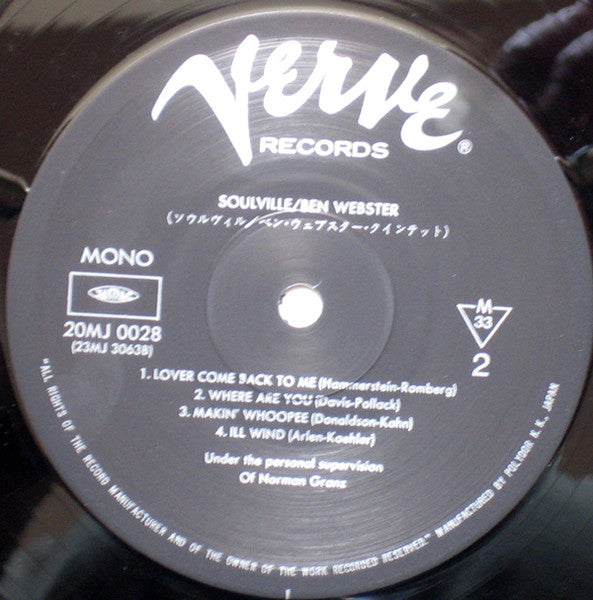 Verve
RECORDS ®
SOULVILLE/BEN WEBSTER
(ソウルヴィル/ベン・ウェブスター・クインテット)
MONO
20MJ 0028
(23MJ 30638)
M
33
2
1. LOVER COME BACK TO ME (Hammerstein-Romberg)
2. WHERE ARE YOU (Davis-Pollack)
3. MAKIN' WHOOPEE (Donaldson-Kahn)
4. ILL WIND (Arlen-Koehler)
Under the personal supervision
Of Norman Granz
"ALL RIGHTS OF THE RECORD MANUFACTURER AND OF THE OWNER OF THE WORK RECORDED RESERVED." MANUFACTURED BY POLYDOR K.K. JAPAN